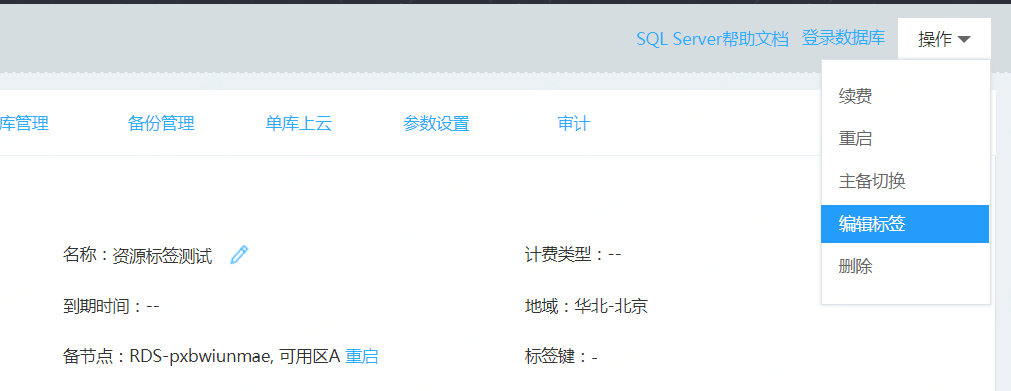 SQL Server帮助文档 登录数据库 操作
续费
库管理 备份管理 单库上云 参数设置 审计
重启
主备切换
编辑标签
名称：资源标签测试 计费类型：--
删除
到期时间：-- 地域：华北-北京
备节点：RDS-pxbwiunmae, 可用区A 重启 标签键：-